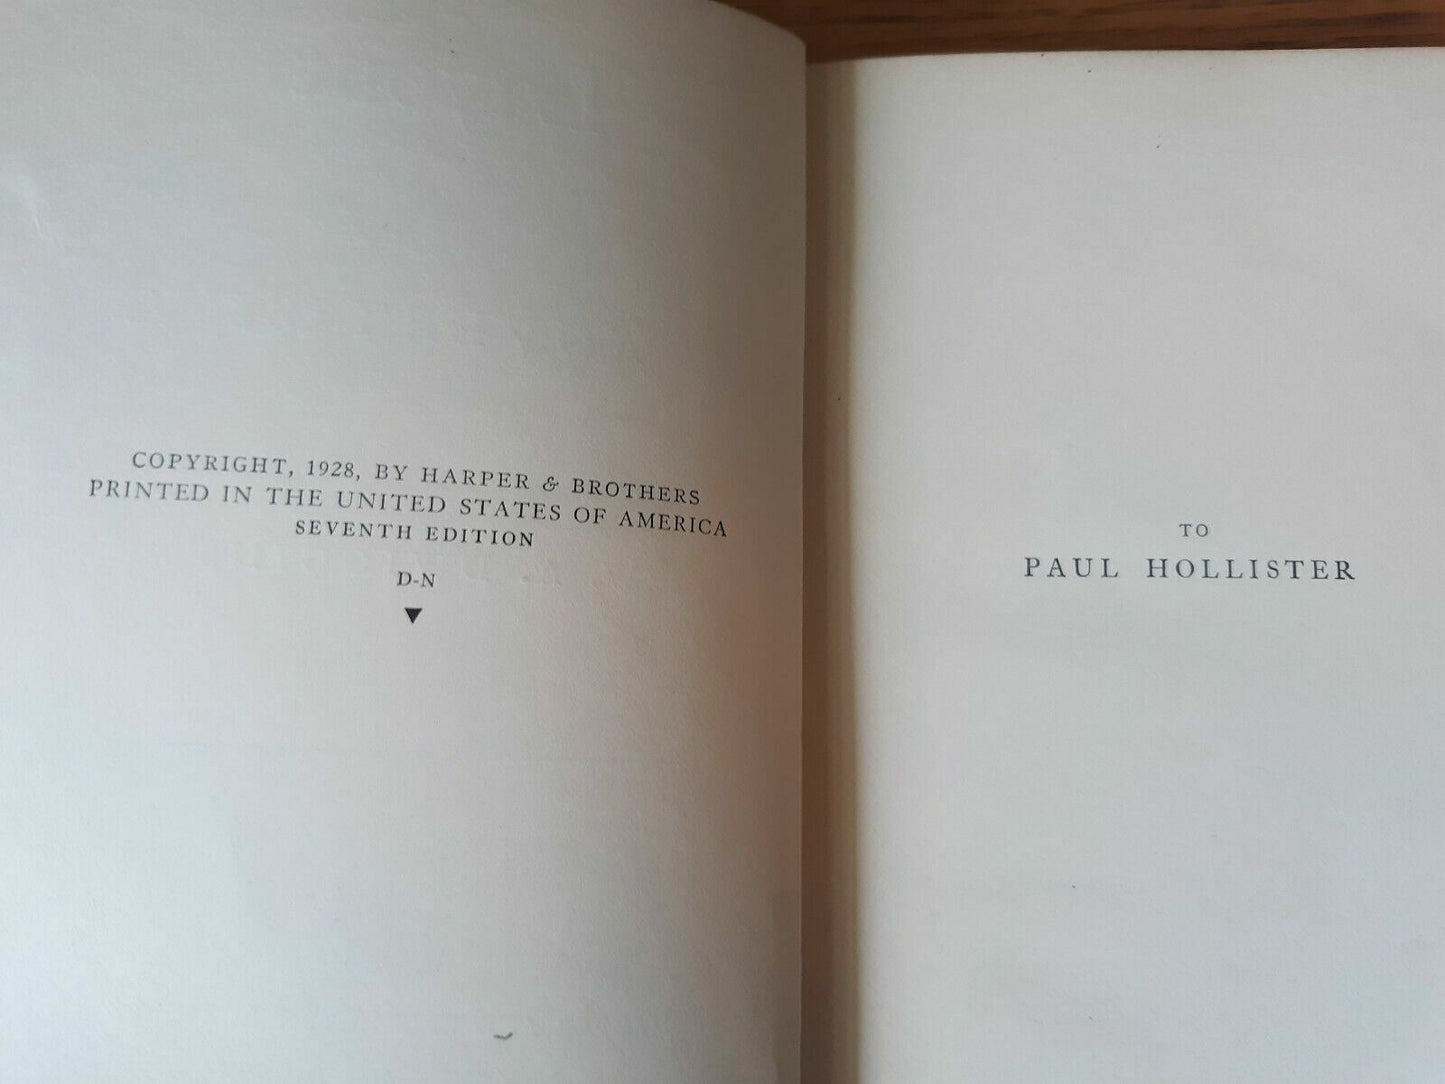 COPYRIGHT, 1928, BY HARPER & BROTHERS
PRINTED IN THE UNITED STATES OF AMERICA
SEVENTH EDITION
D-N
TO
PAUL HOLLISTER